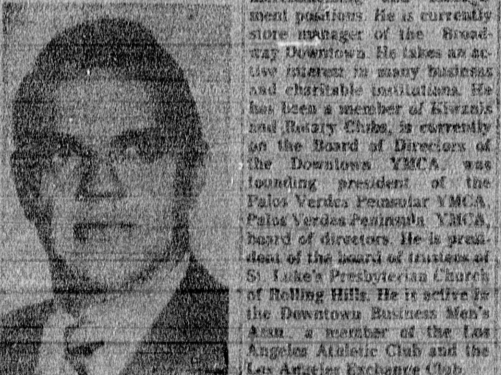 ment positions. He is currently
store manager of the Broad-
way Downtown. He takes an ac-
tive interest in many business
and charitable institutions. He
has been a member of Kiwanis
and Rotary Clubs, is currently
on the Board of Directors of
the Downtown YMCA, was
founding president of the
Palos Verdes Peninsular YMCA,
Palos Verdes Peninsula YMCA,
board of directors. He is presi-
dent of the board of trustees of
St. Luke's Presbyterian Church
of Rolling Hills. He is active in
the Downtown Business Men's
Assn., a member of the Los
Angeles Athletic Club and the
Los Angeles Exchange Club.